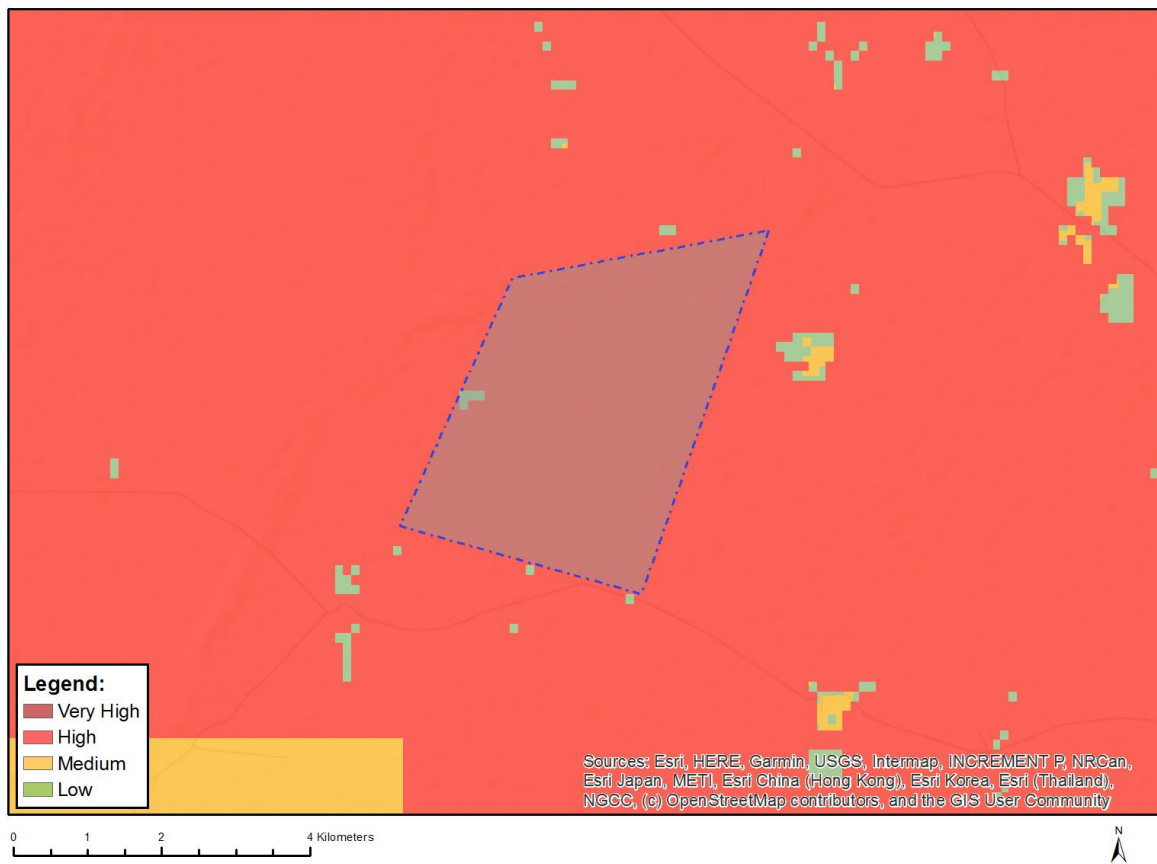 Legend:
Very High
High
Medium
Low
Sources: Esri, HERE, Garmin, USGS, Intermap, INCREMENT P, NRCan,
Esri Japan, METI, Esri China (Hong Kong), Esri Korea, Esri (Thailand),
NGCC, (c) OpenStreetMap contributors, and the GIS User Community
0 1 2 4 Kilometers
N